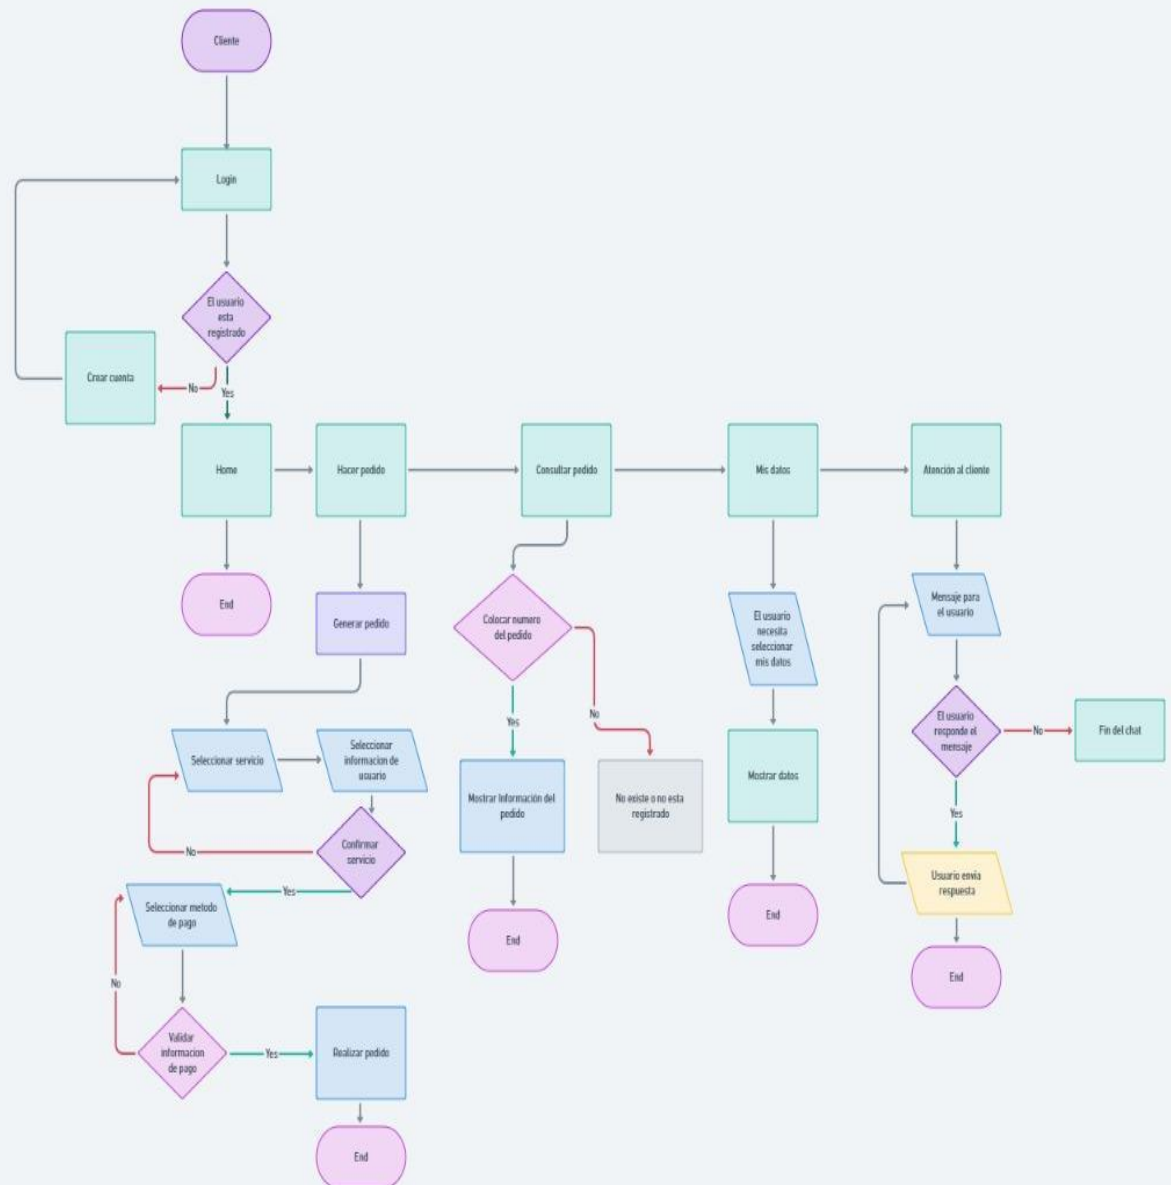 Cliente
Login
El usuario
esta
registrado
Crear cuenta
No
Yes
Home
Hacer pedido
Consultar pedido
Mis datos
Atención al cliente
End
Generar pedido
Colocar numero
del pedido
El usuario
necesita
seleccionar
mis datos
Mensaje para
el usuario
Seleccionar servicio
Seleccionar
informacion de
usuario
Yes
No
El usuario
responde el
mensaje
No
Fin del chat
Mostrar Información del
pedido
No existe o no esta
registrado
Mostrar datos
Yes
No
Confirmar
servicio
Yes
Usuario envia
respuesta
Seleccionar metodo
de pago
End
End
End
No
Validar
informacion
de pago
Yes
Realizar pedido
End